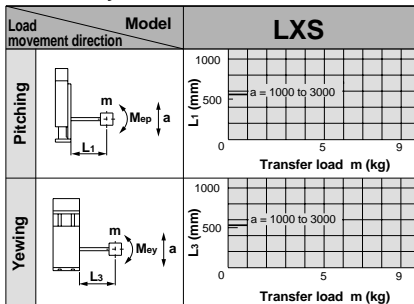 Model
Load
movement direction
LXS
Pitching
m
Mep
a
L1
L1 (mm)
1000
500
0
a = 1000 to 3000
5
9
Transfer load m (kg)
Yewing
m
Mey
a
L3
L3 (mm)
1000
500
0
a = 1000 to 3000
5
9
Transfer load m (kg)